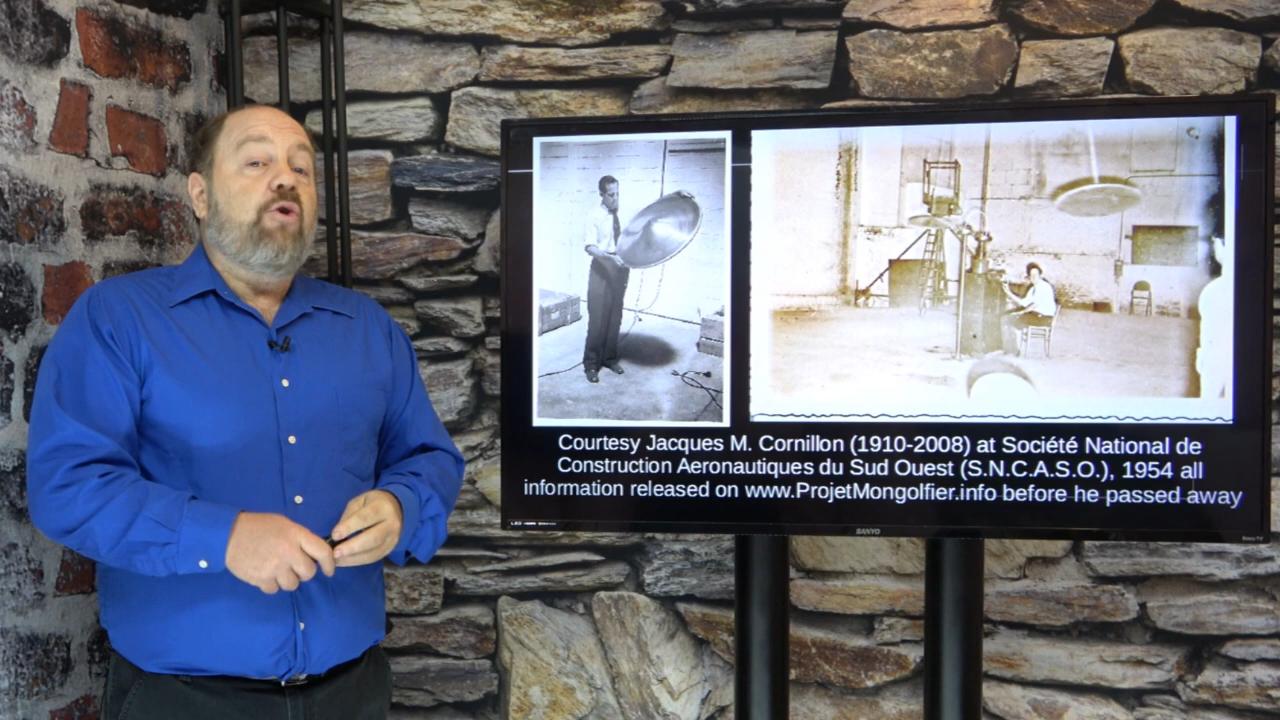 Courtesy Jacques M. Cornillon (1910-2008) at Société National de
Construction Aeronautiques du Sud Ouest (S.N.C.A.S.O.), 1954 all
information released on www.ProjetMongolfier.info before he passed away
SANYO